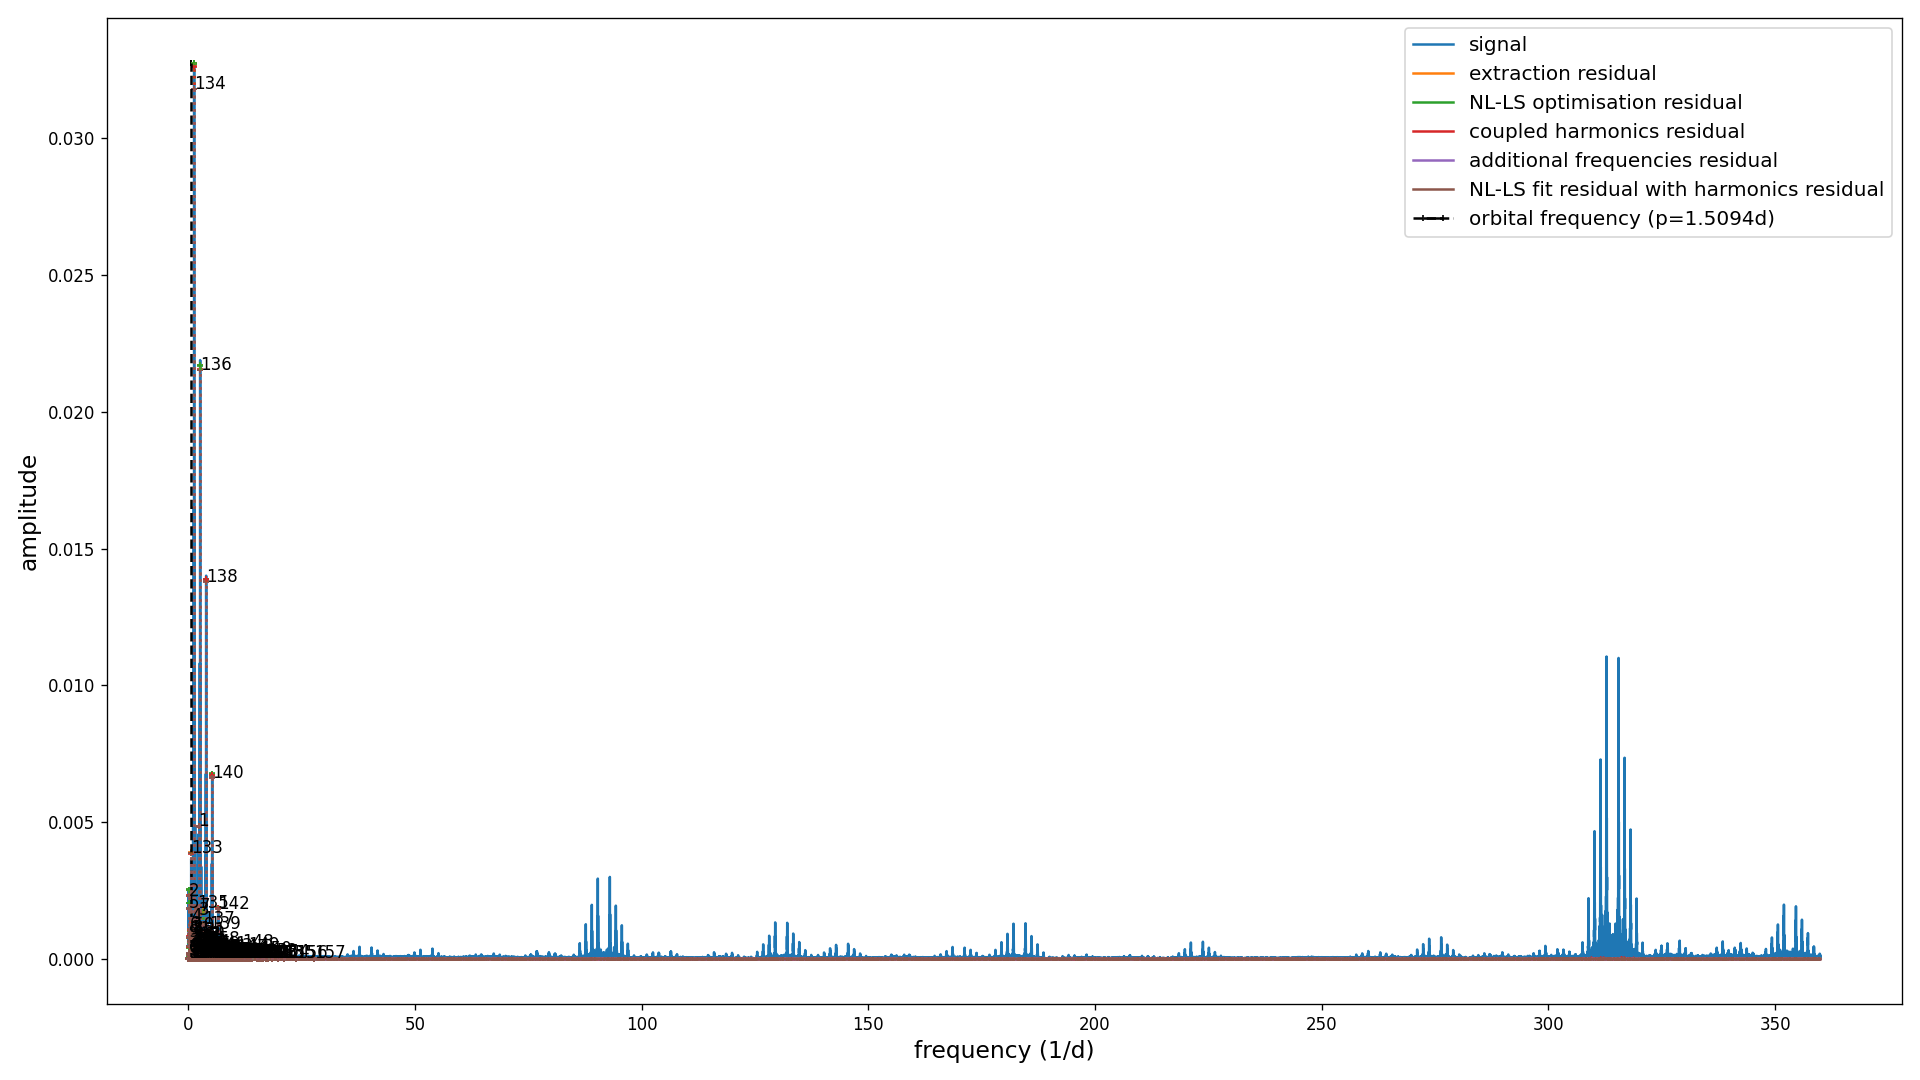 signal
extraction residual
NL-LS optimisation residual
coupled harmonics residual
additional frequencies residual
NL-LS fit residual with harmonics residual
orbital frequency (p=1.5094d)
134
136
138
140
1
133
2
142
0.030
0.025
0.020
0.015
0.010
0.005
0.000
amplitude
0
50
100
150
200
250
300
350
frequency (1/d)